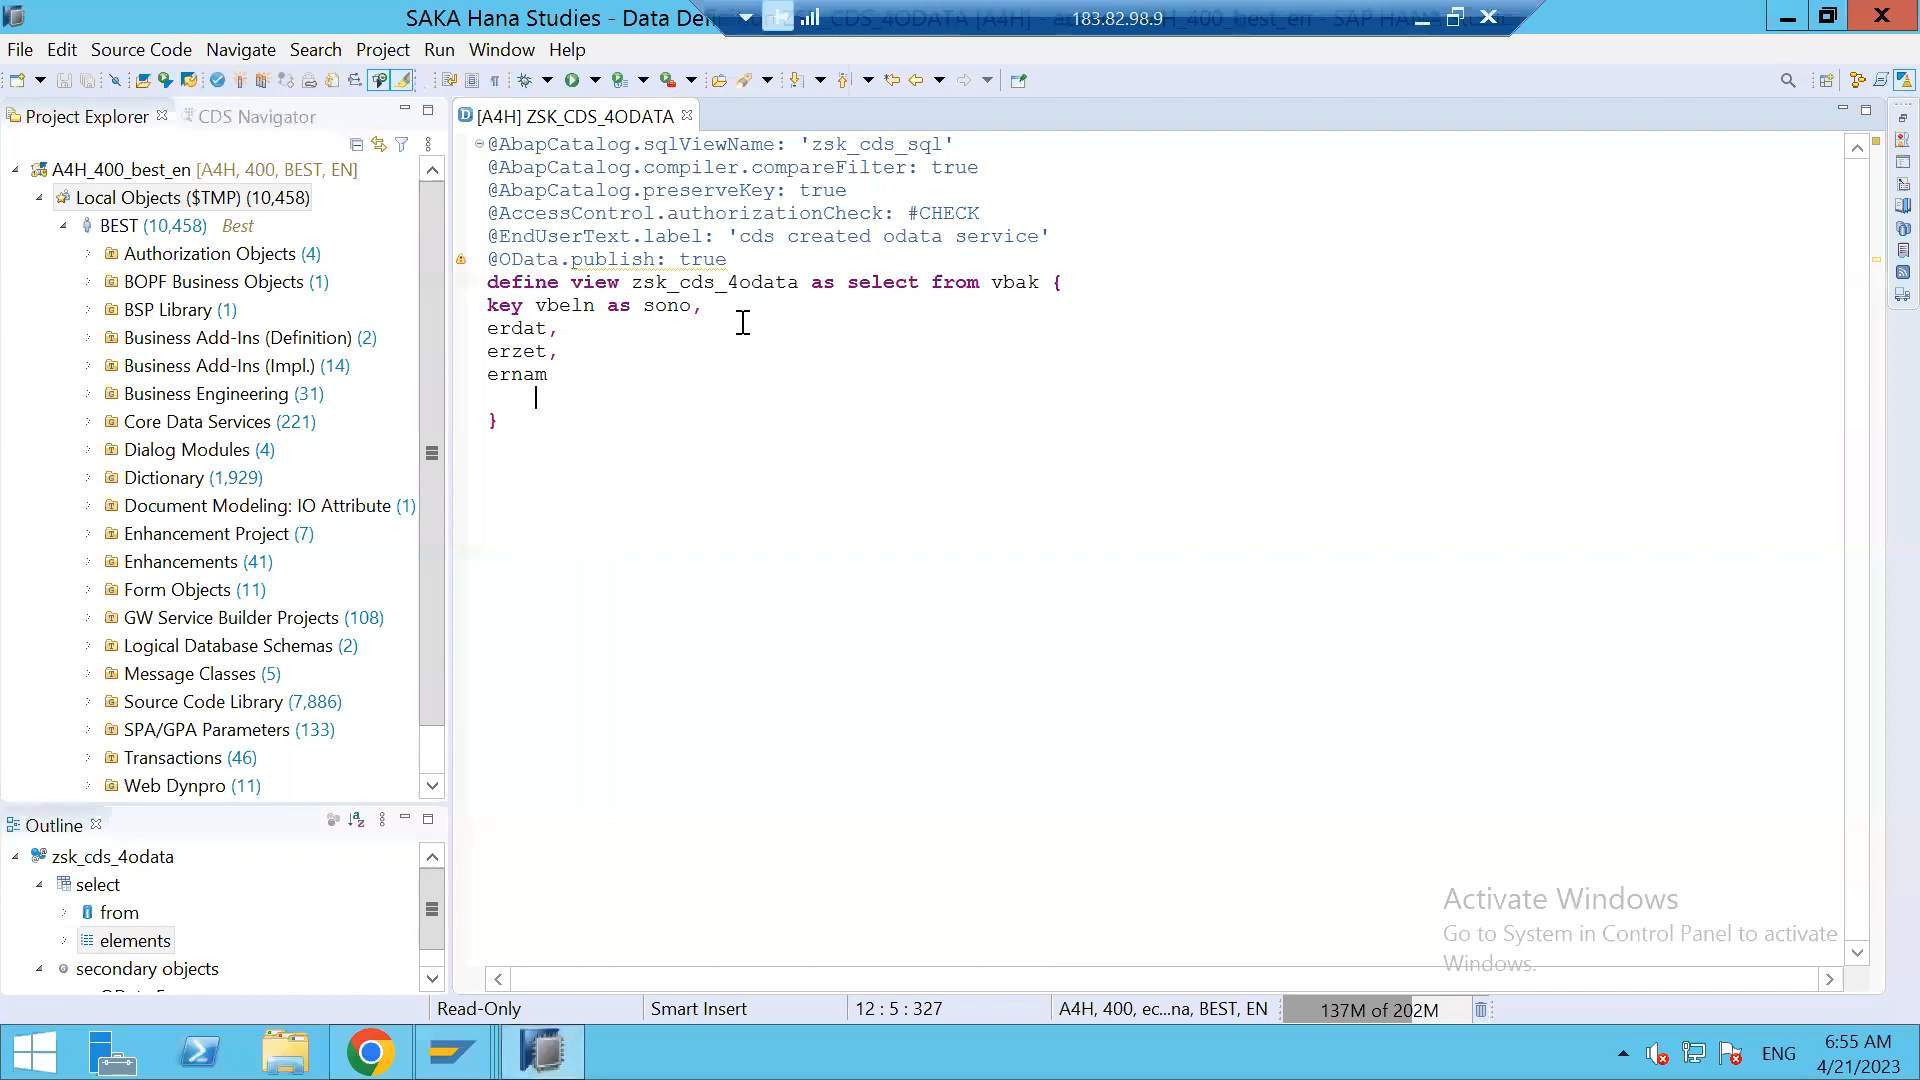 SAKA Hana Studies - Data Def
183.82.98.9
File Edit Source Code Navigate Search Project Run Window Help
Project Explorer
CDS Navigator
[A4H] ZSK_CDS_4ODATA
A4H_400_best_en [A4H, 400, BEST, EN]
Local Objects ($TMP) (10,458)
BEST (10,458) Best
Authorization Objects (4)
BOPF Business Objects (1)
BSP Library (1)
Business Add-Ins (Definition) (2)
Business Add-Ins (Impl.) (14)
Business Engineering (31)
Core Data Services (221)
Dialog Modules (4)
Dictionary (1,929)
Document Modeling: IO Attribute (1)
Enhancement Project (7)
Enhancements (41)
Form Objects (11)
GW Service Builder Projects (108)
Logical Database Schemas (2)
Message Classes (5)
Source Code Library (7,886)
SPA/GPA Parameters (133)
Transactions (46)
Web Dynpro (11)
Outline
zsk_cds_4odata
select
from
elements
secondary objects
@AbapCatalog.sqlViewName: 'zsk_cds_sql'
@AbapCatalog.compiler.compareFilter: true
@AbapCatalog.preserveKey: true
@AccessControl.authorizationCheck: #CHECK
@EndUserText.label: 'cds created odata service'
@OData.publish: true
define view zsk_cds_4odata as select from vbak {
key vbeln as sono,
erdat,
erzet,
ernam
}
Activate Windows
Go to System in Control Panel to activate
Windows.
Read-Only
Smart Insert
12 : 5 : 327
A4H, 400, ec...na, BEST, EN
137M of 202M
ENG
6:55 AM
4/21/2023